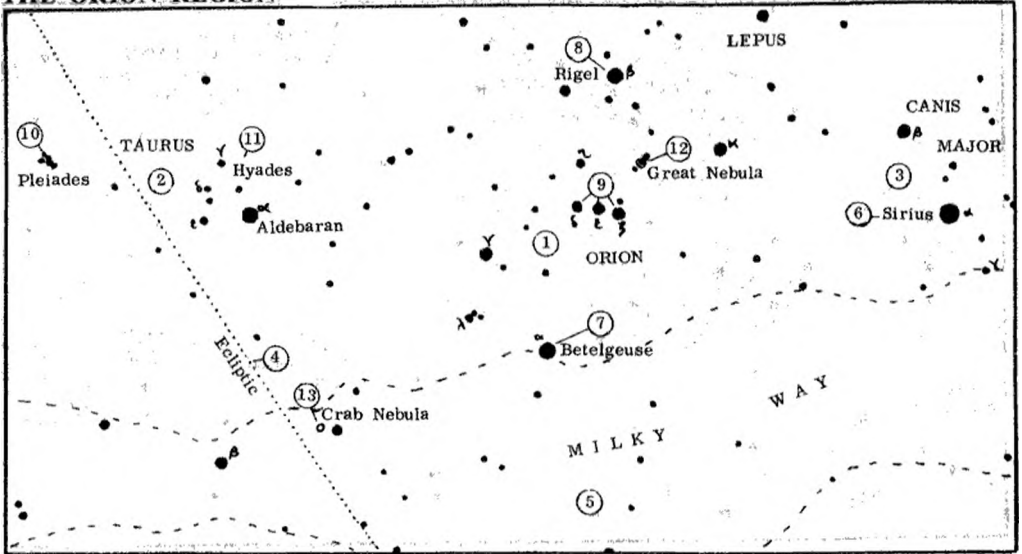 THE ORION REGION
LEPUS
8
Rigel β
CANIS
β
MAJOR
10
TAURUS
γ
11
Hyades
Pleiades
2
δ
α
Aldebaran
ε
η
12
α
Great Nebula
9
δ ε ξ
3
6 Sirius α
1
ORION
γ
γ
λ
7
α
Betelgeuse
Ecliptic
4
13
Crab Nebula
β
MILKY WAY
5